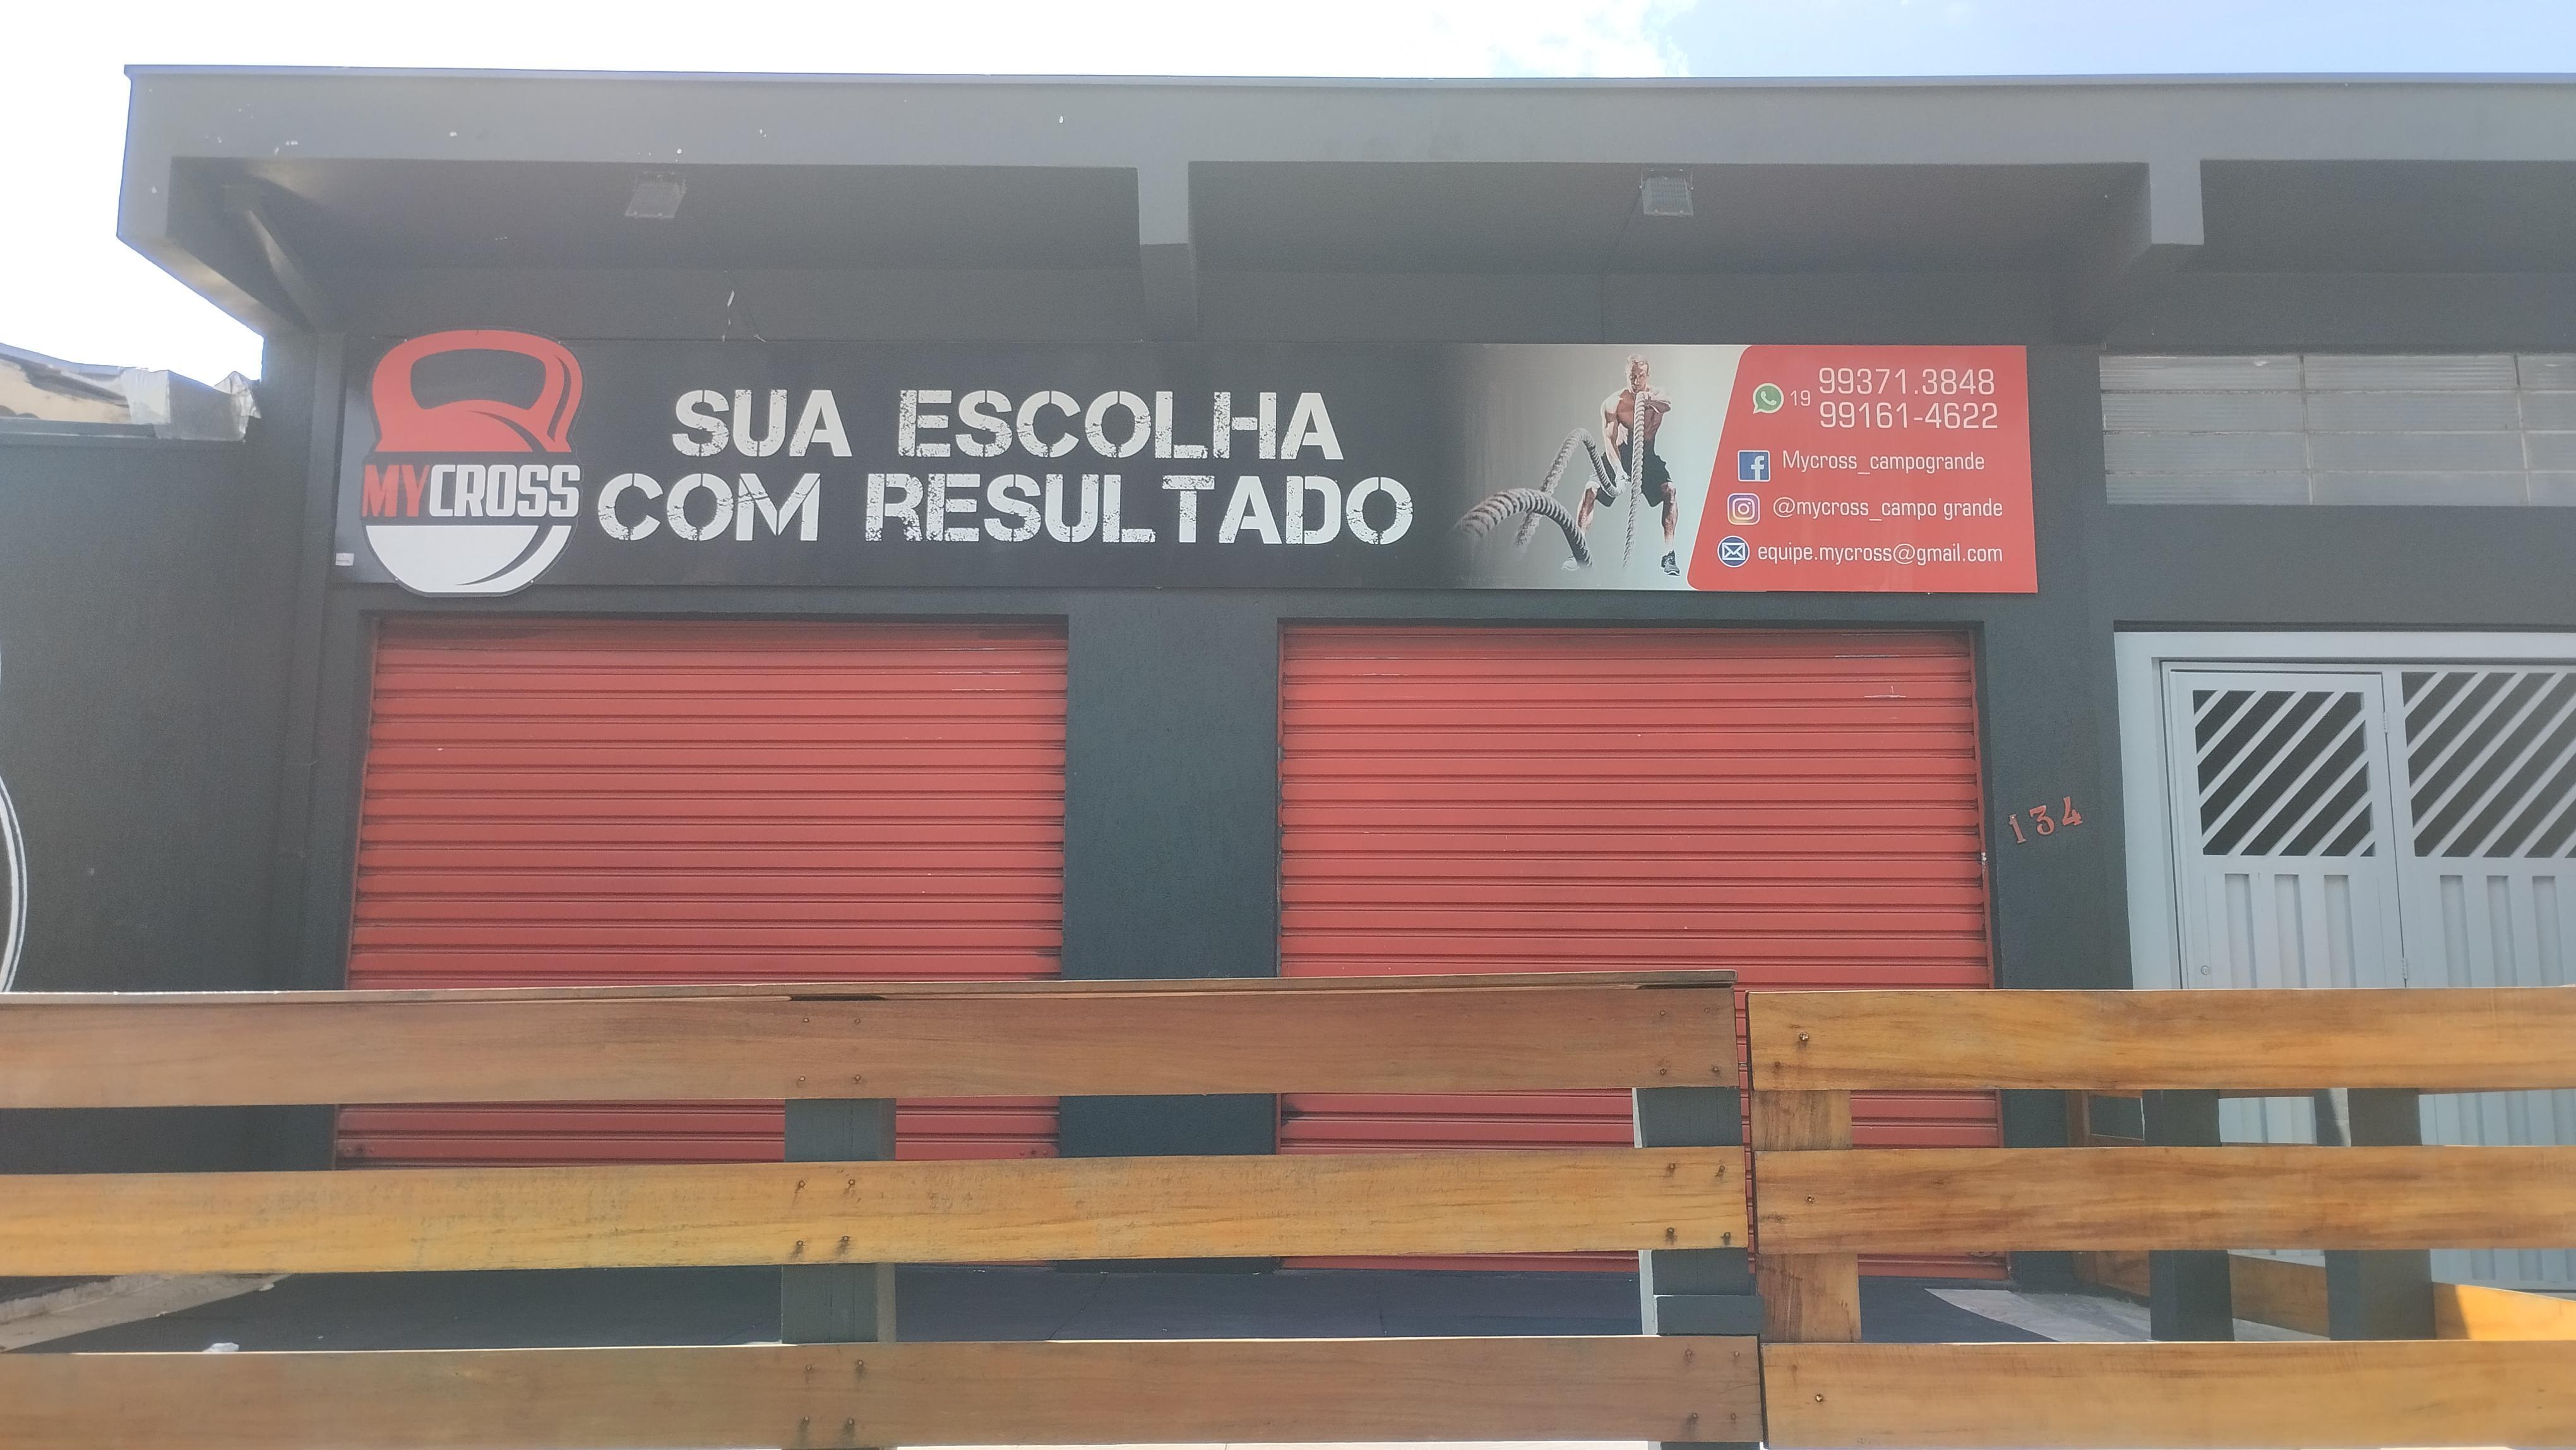 MYCROSS
SUA ESCOLHA
COM RESULTADO
19 99371.3848
99161-4622
Mycross_campogrande
@mycross_campo grande
equipe.mycross@gmail.com
134